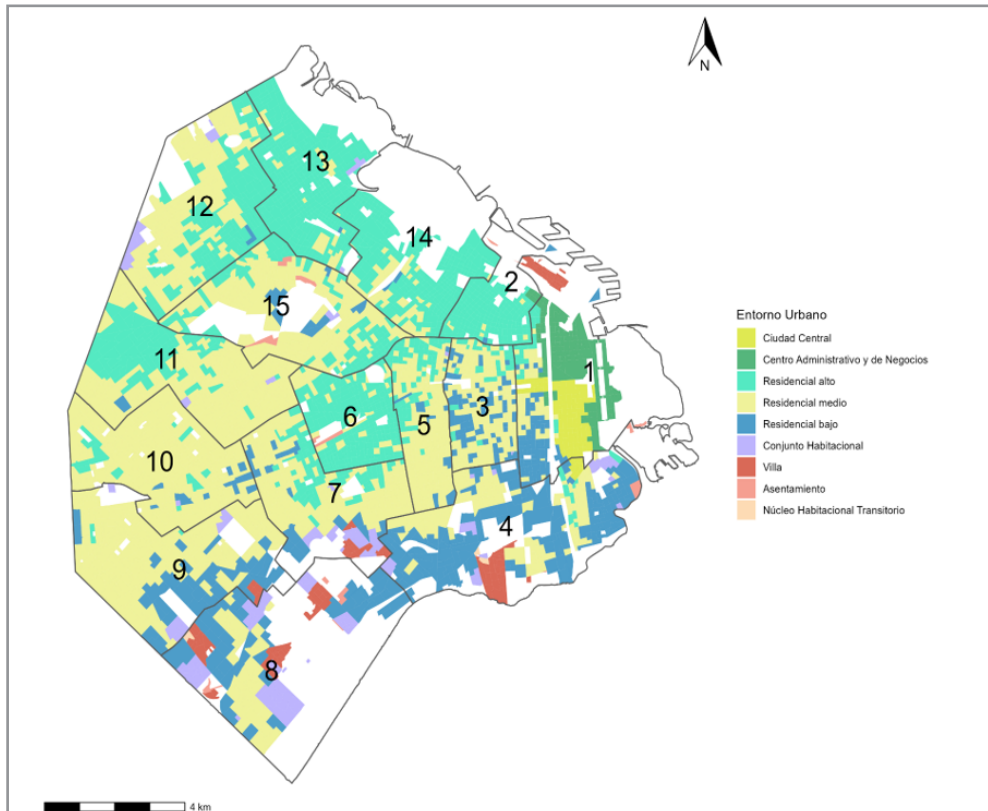 N
13
12
14
2
15
1
11
3
6
5
10
7
4
9
8
Entorno Urbano
Ciudad Central
Centro Administrativo y de Negocios
Residencial alto
Residencial medio
Residencial bajo
Conjunto Habitacional
Villa
Asentamiento
Núcleo Habitacional Transitorio
4 km